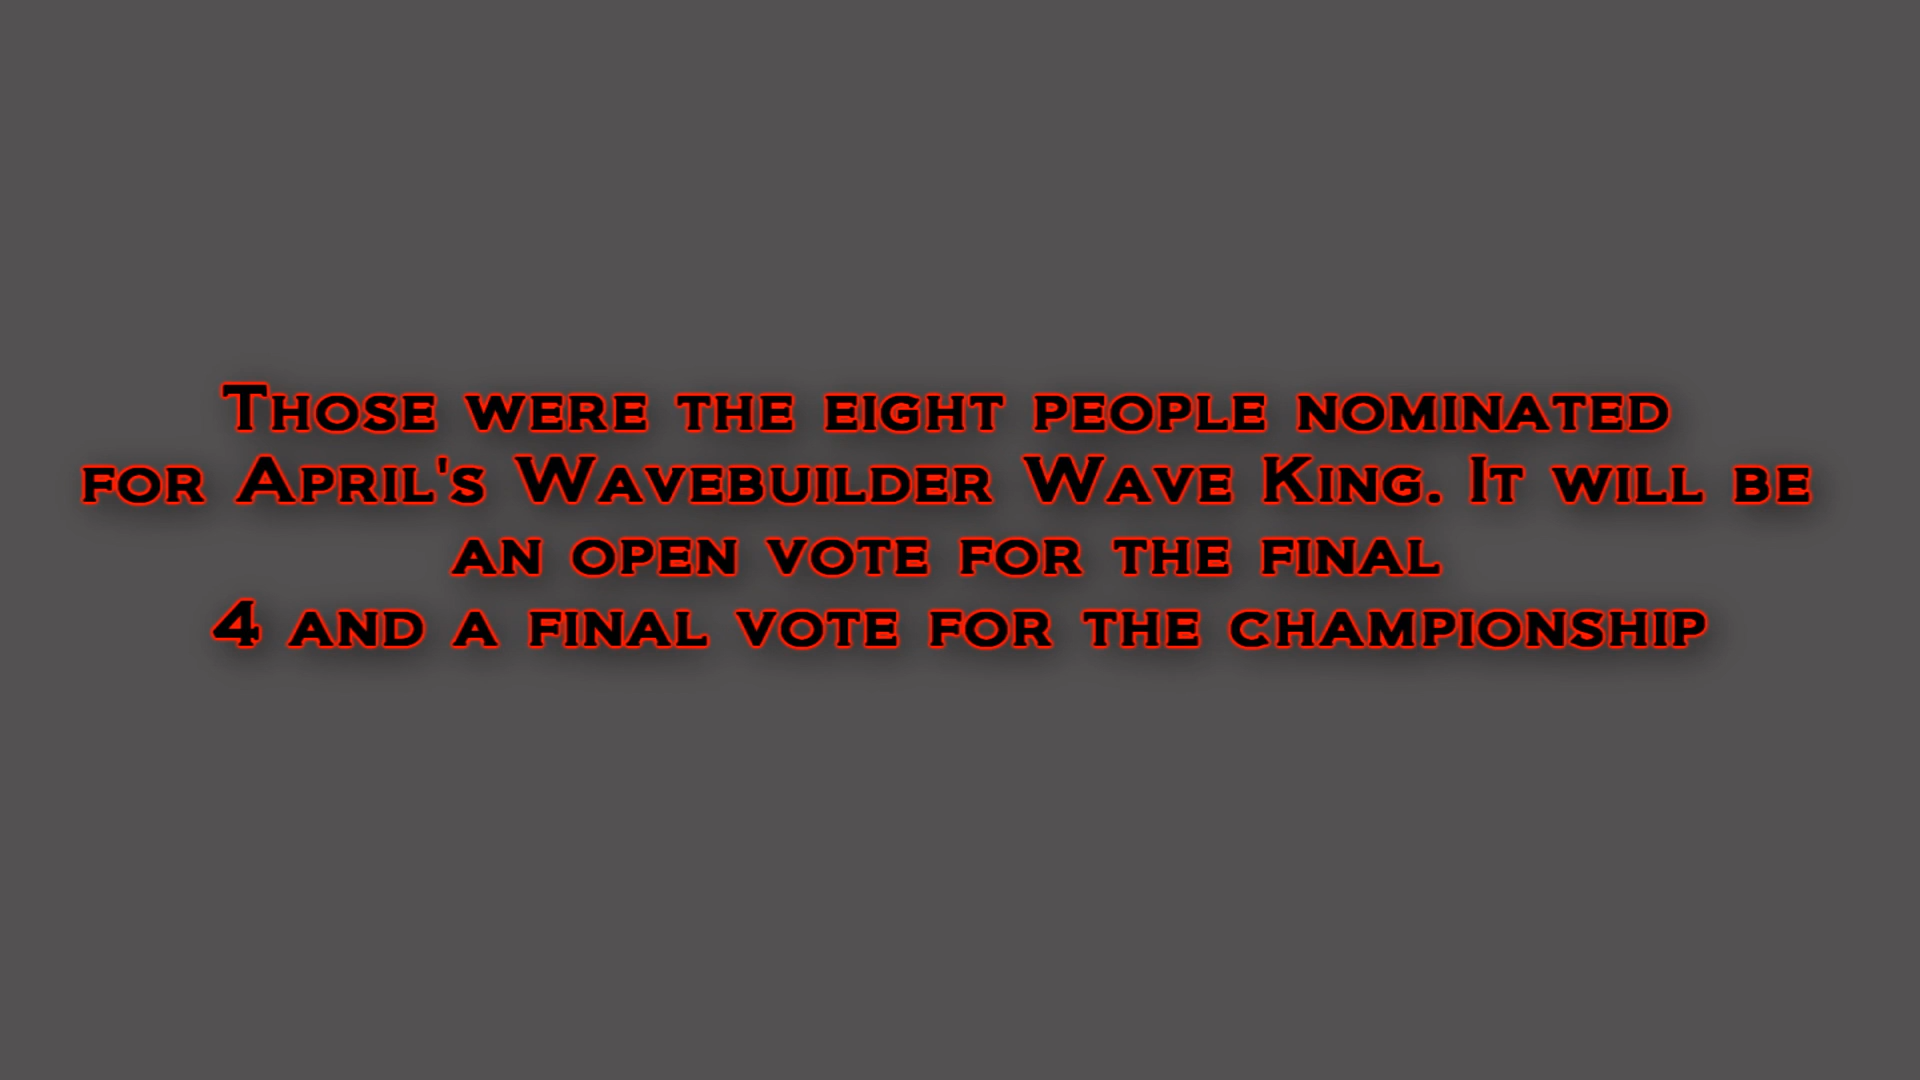 Those were the eight people nominated
for April's Wavebuilder Wave King. It will be
an open vote for the final
4 and a final vote for the championship